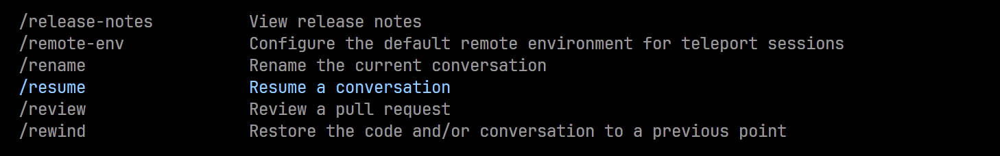 /release-notes View release notes
/remote-env Configure the default remote environment for teleport sessions
/rename Rename the current conversation
/resume Resume a conversation
/review Review a pull request
/rewind Restore the code and/or conversation to a previous point